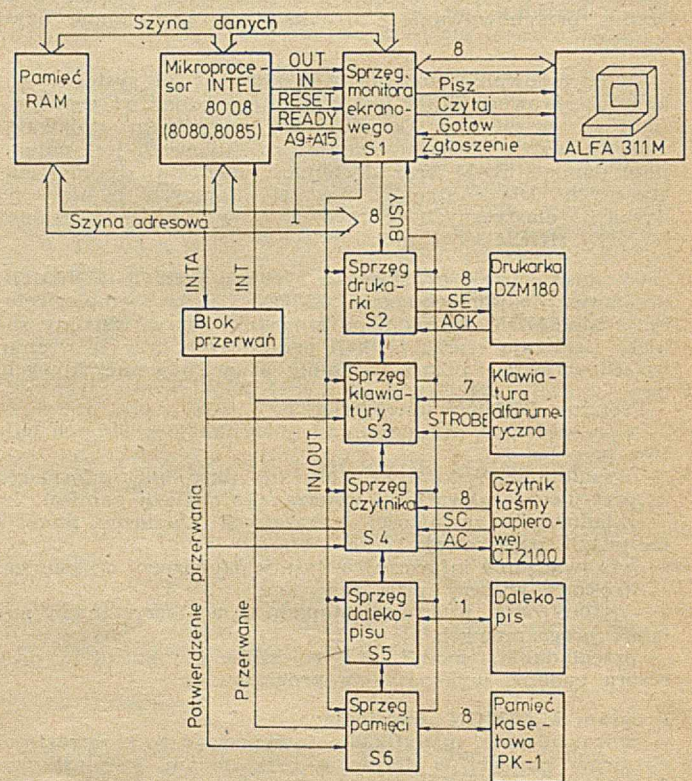 Szyna danych
Pamięć
RAM
Mikroproce-
sor INTEL
8008
(8080,8085)
OUT
IN
RESET
READY
A9÷A15
Sprzęg.
monitora
ekrano-
wego
S1
8
Pisz
Czytaj
Gotów
Zgłoszenie
ALFA 311M
Szyna adresowa
8
BUSY
INTA
INT
Blok
przerwań
Sprzęg
druka-
rki
S2
8
SE
ACK
Drukarka
DZM180
Sprzęg
klawia-
tury
S3
7
STROBE
Klawia-
tura
alfanume-
ryczna
IN/OUT
Sprzęg
czytnika
S4
8
SC
AC
Czytnik
taśmy
papiero-
wej
CT2100
Potwierdzenie przerwania
Przerwanie
Sprzęg
daleko-
pisu
S5
1
Daleko-
pis
Sprzęg
pamięci
S6
8
Pamięć
kase-
towa
PK-1